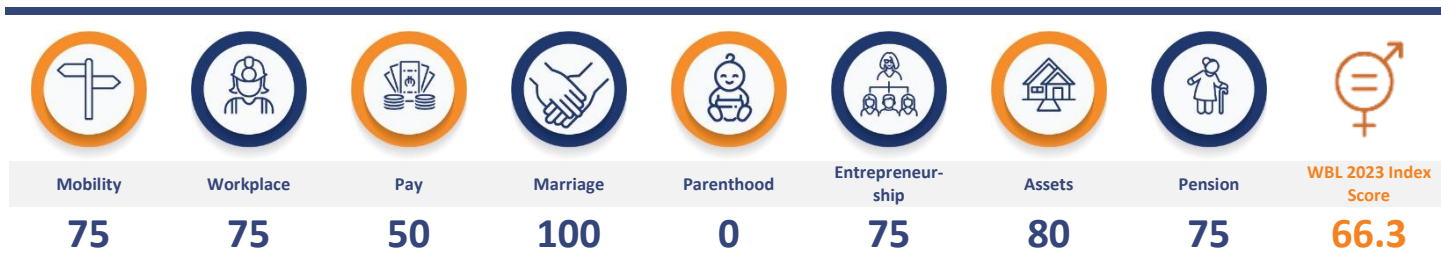 Mobility
Workplace
Pay
Marriage
Parenthood
Entrepreneur-
ship
Assets
Pension
WBL 2023 Index
Score
75
75
50
100
0
75
80
75
66.3